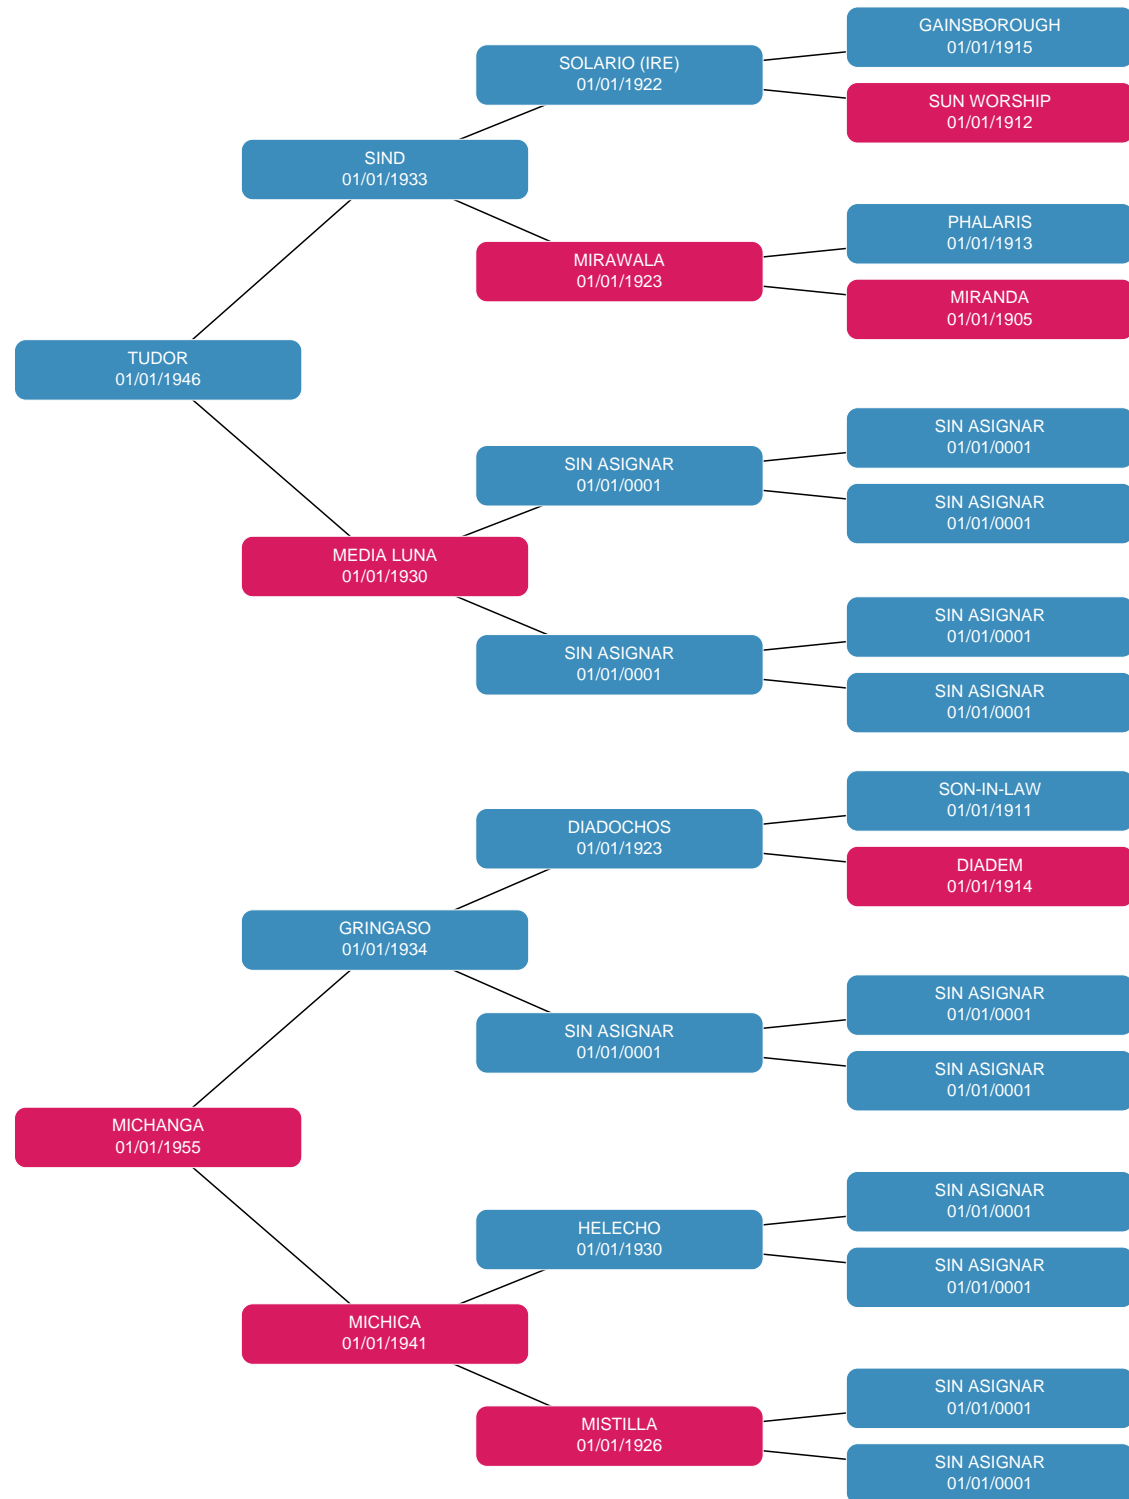 GAINSBOROUGH
01/01/1915
SOLARIO (IRE)
01/01/1922
SUN WORSHIP
01/01/1912
SIND
01/01/1933
PHALARIS
01/01/1913
MIRAWALA
01/01/1923
MIRANDA
01/01/1905
TUDOR
01/01/1946
SIN ASIGNAR
01/01/0001
SIN ASIGNAR
01/01/0001
SIN ASIGNAR
01/01/0001
MEDIA LUNA
01/01/1930
SIN ASIGNAR
01/01/0001
SIN ASIGNAR
01/01/0001
SIN ASIGNAR
01/01/0001
SON-IN-LAW
01/01/1911
DIADOCHOS
01/01/1923
DIADEM
01/01/1914
GRINGASO
01/01/1934
SIN ASIGNAR
01/01/0001
SIN ASIGNAR
01/01/0001
SIN ASIGNAR
01/01/0001
MICHANGA
01/01/1955
SIN ASIGNAR
01/01/0001
HELECHO
01/01/1930
SIN ASIGNAR
01/01/0001
MICHICA
01/01/1941
SIN ASIGNAR
01/01/0001
MISTILLA
01/01/1926
SIN ASIGNAR
01/01/0001